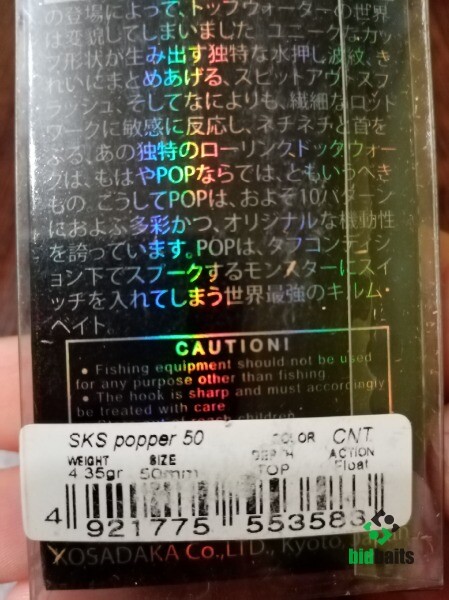 の登場によって、トップウォーターの世界
は変貌してしまいました。ユニークなカッ
プ形状が生み出す独特な水押し波紋、き
れいにまとめあげる、スピットアウトスプ
ラッシュ、そしてなによりも、繊細なロッド
ワークに敏感に反応し、ネチネチと首を
ふる、あの独特のローリングドッグウォー
クは、もはやPOPならでは、ともいうべき
もの。こうしてPOPは、およそ10パターン
におよぶ多彩かつ、オリジナルな機動性
を誇っています。POPは、タフコンディシ
ョン下でスプークするモンスターにスイ
ッチを入れてしまう世界最強のキルム・
ベイト。
CAUTION!
● Fishing equipment should not be used
for any purpose other than fishing.
● The hook is sharp and must accordingly
be treated with care
reach children
SKS popper 50 COLOR CNT.
WEIGHT SIZE DEPTH ACTION
4.35gr 50mm TOP Float
4 921775 553583
YOSADAKA Co.,LTD., Kyoto, Japan
bidbaits